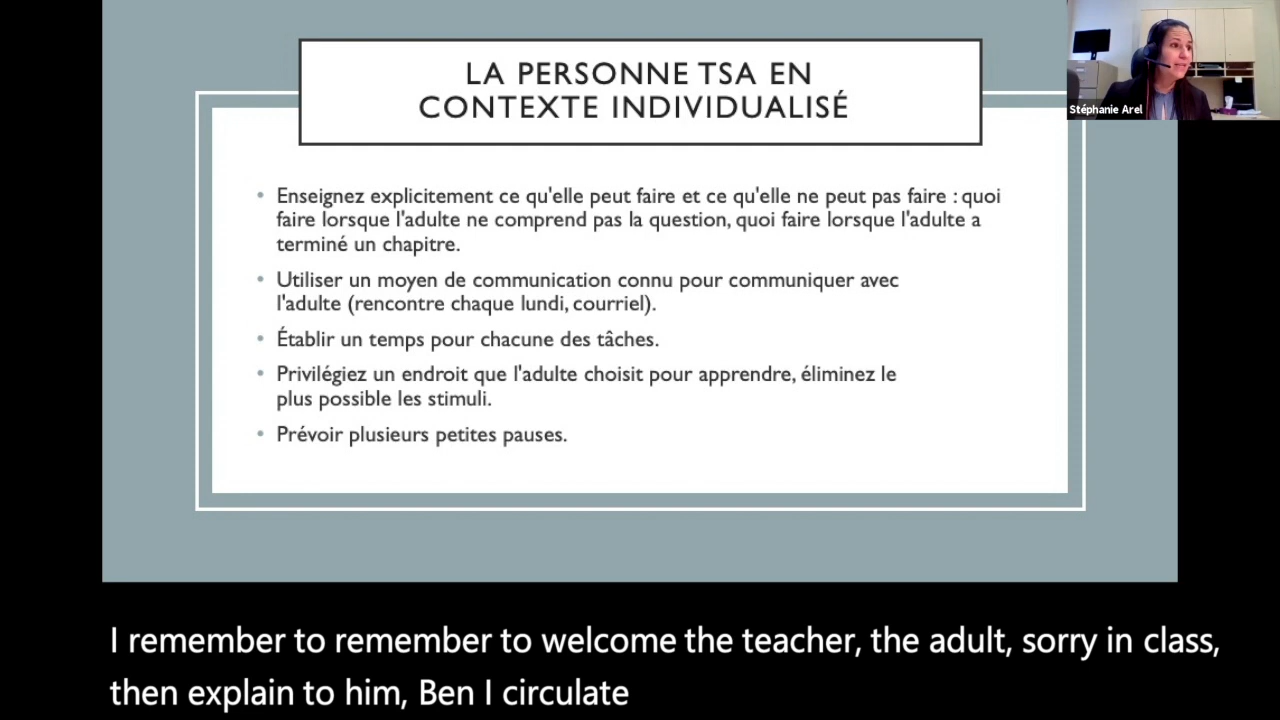 LA PERSONNE TSA EN
CONTEXTE INDIVIDUALISÉ
Stéphanie Arel
• Enseignez explicitement ce qu'elle peut faire et ce qu'elle ne peut pas faire : quoi
faire lorsque l'adulte ne comprend pas la question, quoi faire lorsque l'adulte a
terminé un chapitre.
• Utiliser un moyen de communication connu pour communiquer avec
l'adulte (rencontre chaque lundi, courriel).
• Établir un temps pour chacune des tâches.
• Privilégiez un endroit que l'adulte choisit pour apprendre, éliminez le
plus possible les stimuli.
• Prévoir plusieurs petites pauses.
I remember to remember to welcome the teacher, the adult, sorry in class,
then explain to him, Ben I circulate